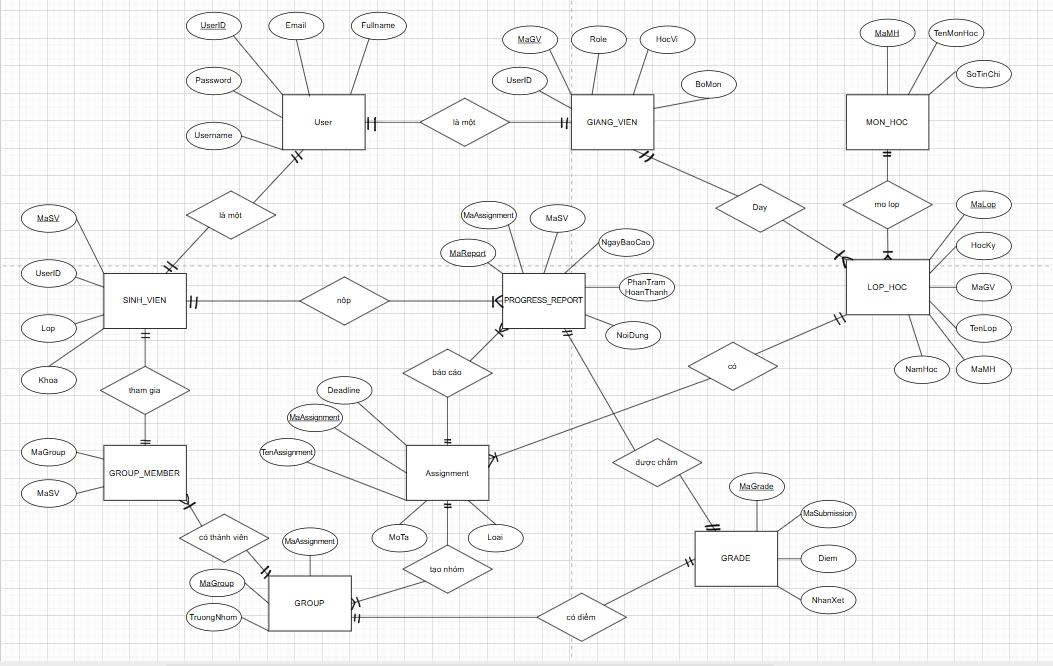 UserID
Email
Fullname
MaGV
Role
HocVi
MaMH
TenMonHoc
Password
UserID
BoMon
SoTinChi
Username
User
là một
GIANG_VIEN
MON_HOC
MaSV
là một
MaAssignment
MaSV
Day
mo lop
MaLop
UserID
MaReport
NgayBaoCao
HocKy
SINH_VIEN
nôp
PROGRESS_REPORT
PhanTram
HoanThanh
LOP_HOC
MaGV
Lop
NoiDung
TenLop
Khoa
tham gia
Deadline
báo cáo
có
NamHoc
MaMH
MaAssignment
MaGroup
GROUP_MEMBER
TenAssignment
Assignment
được chấm
MaSV
MaGrade
có thành viên
MaAssignment
MoTa
Loai
MaSubmission
MaGroup
GROUP
tạo nhóm
GRADE
Diem
TruongNhom
có điểm
NhanXet